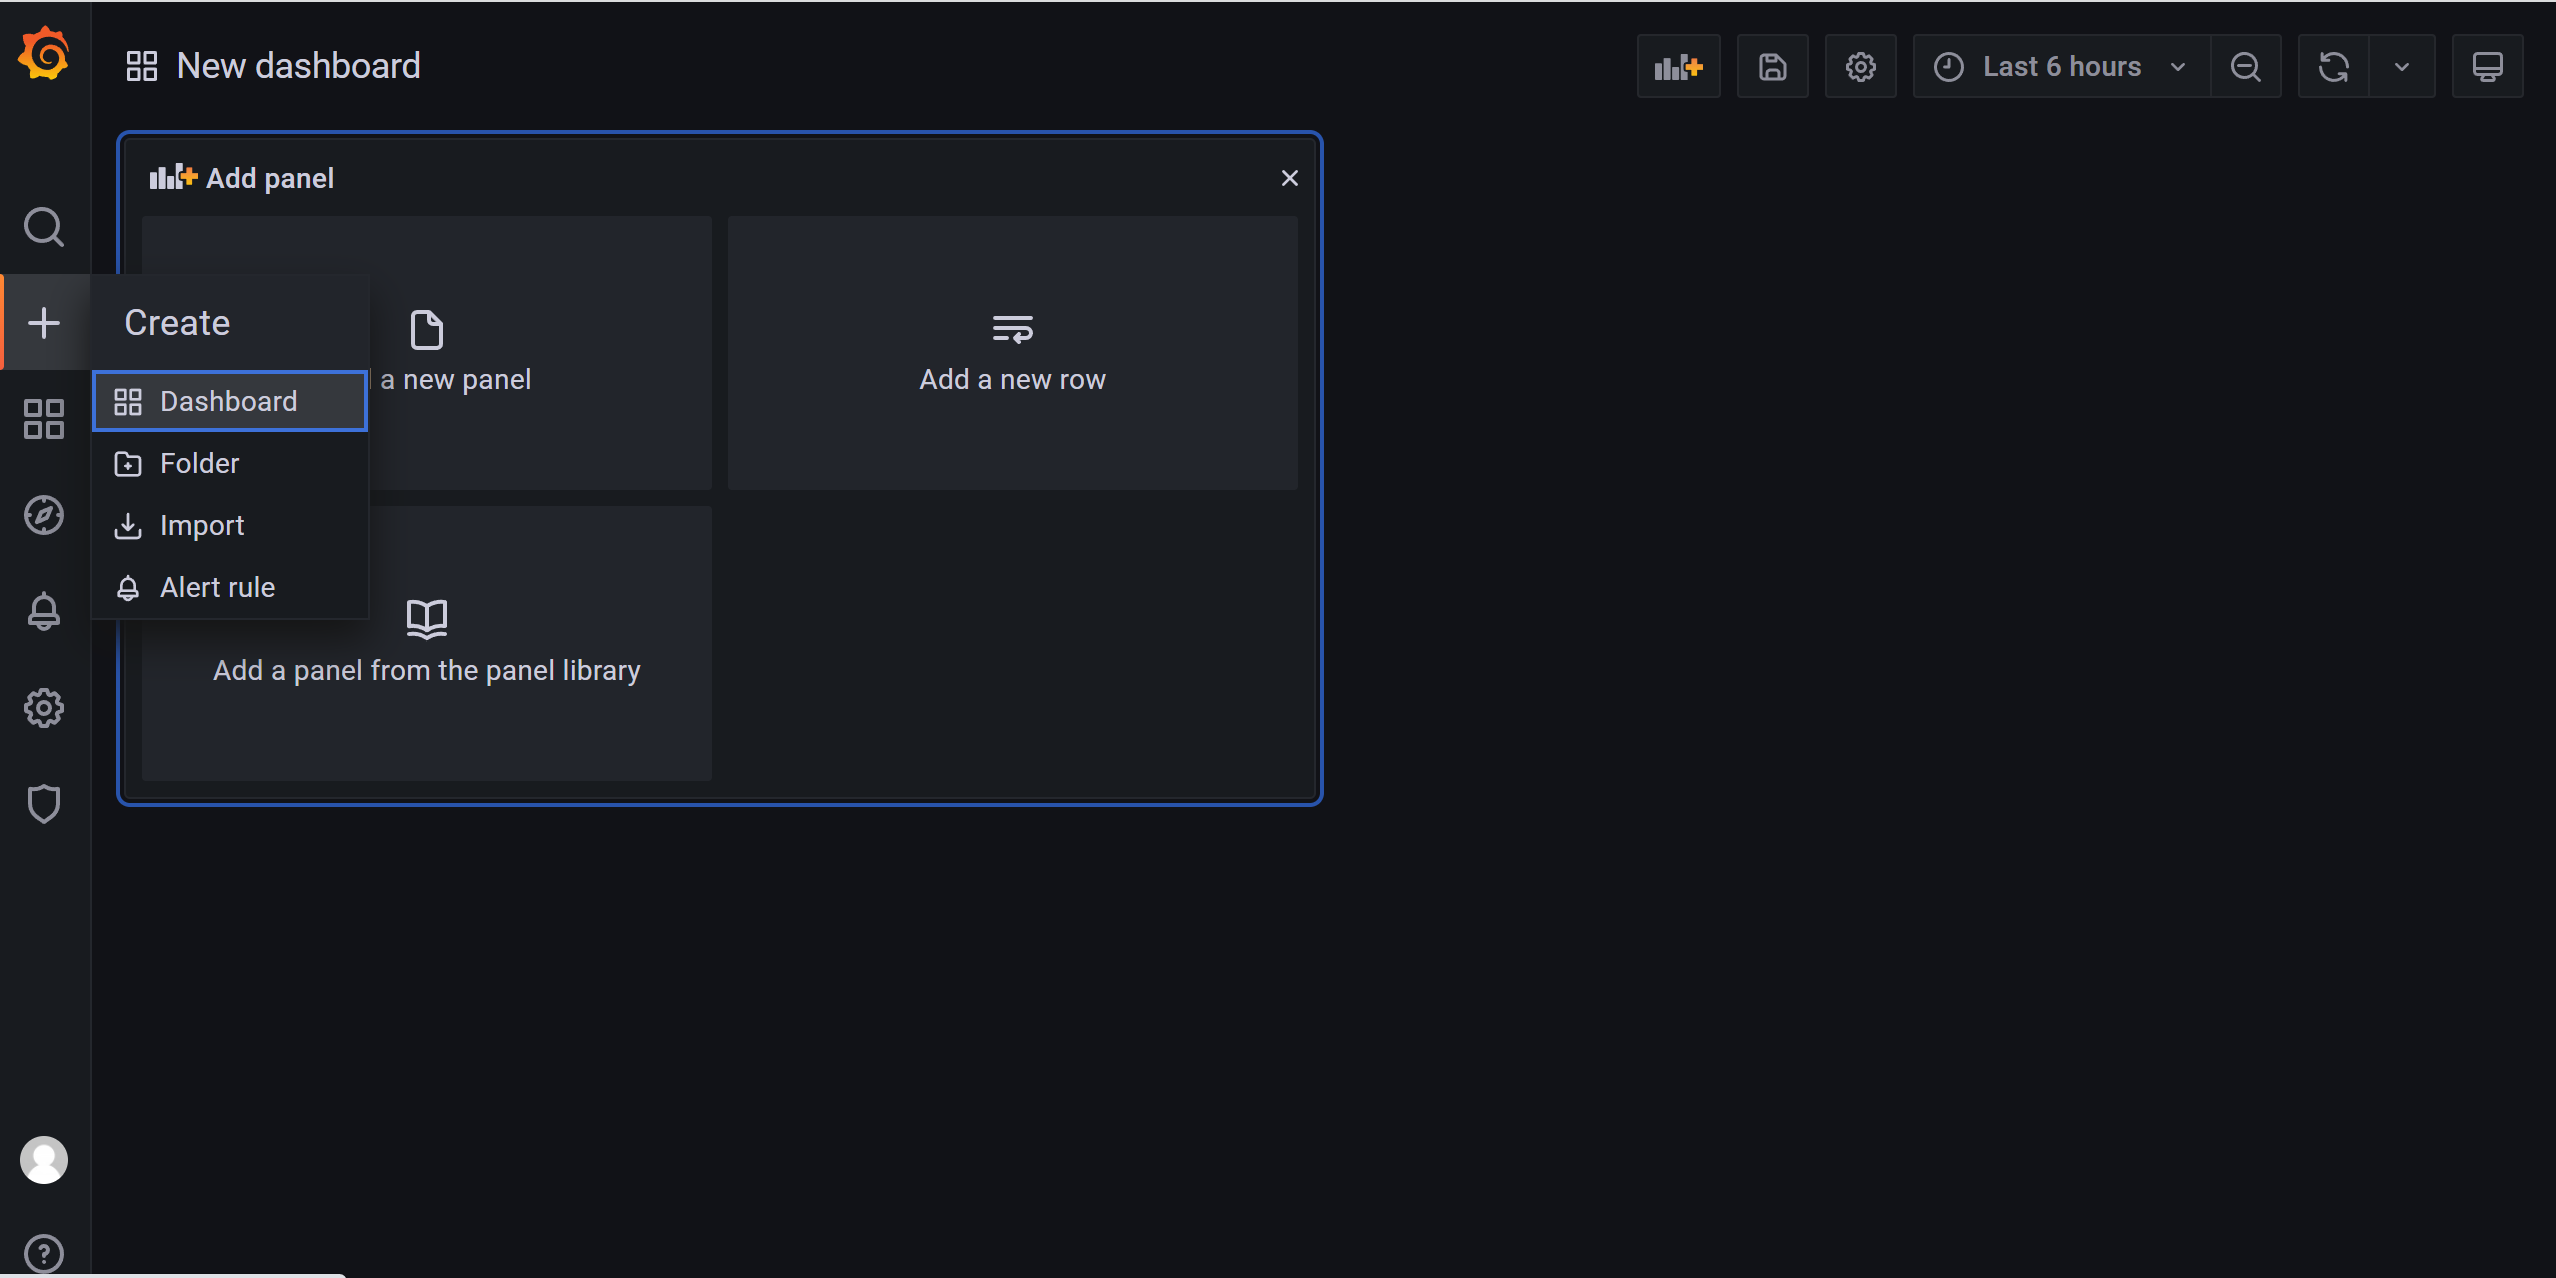 New dashboard
Last 6 hours
Add panel
Create
Dashboard
Folder
Import
Alert rule
a new panel
Add a new row
Add a panel from the panel library